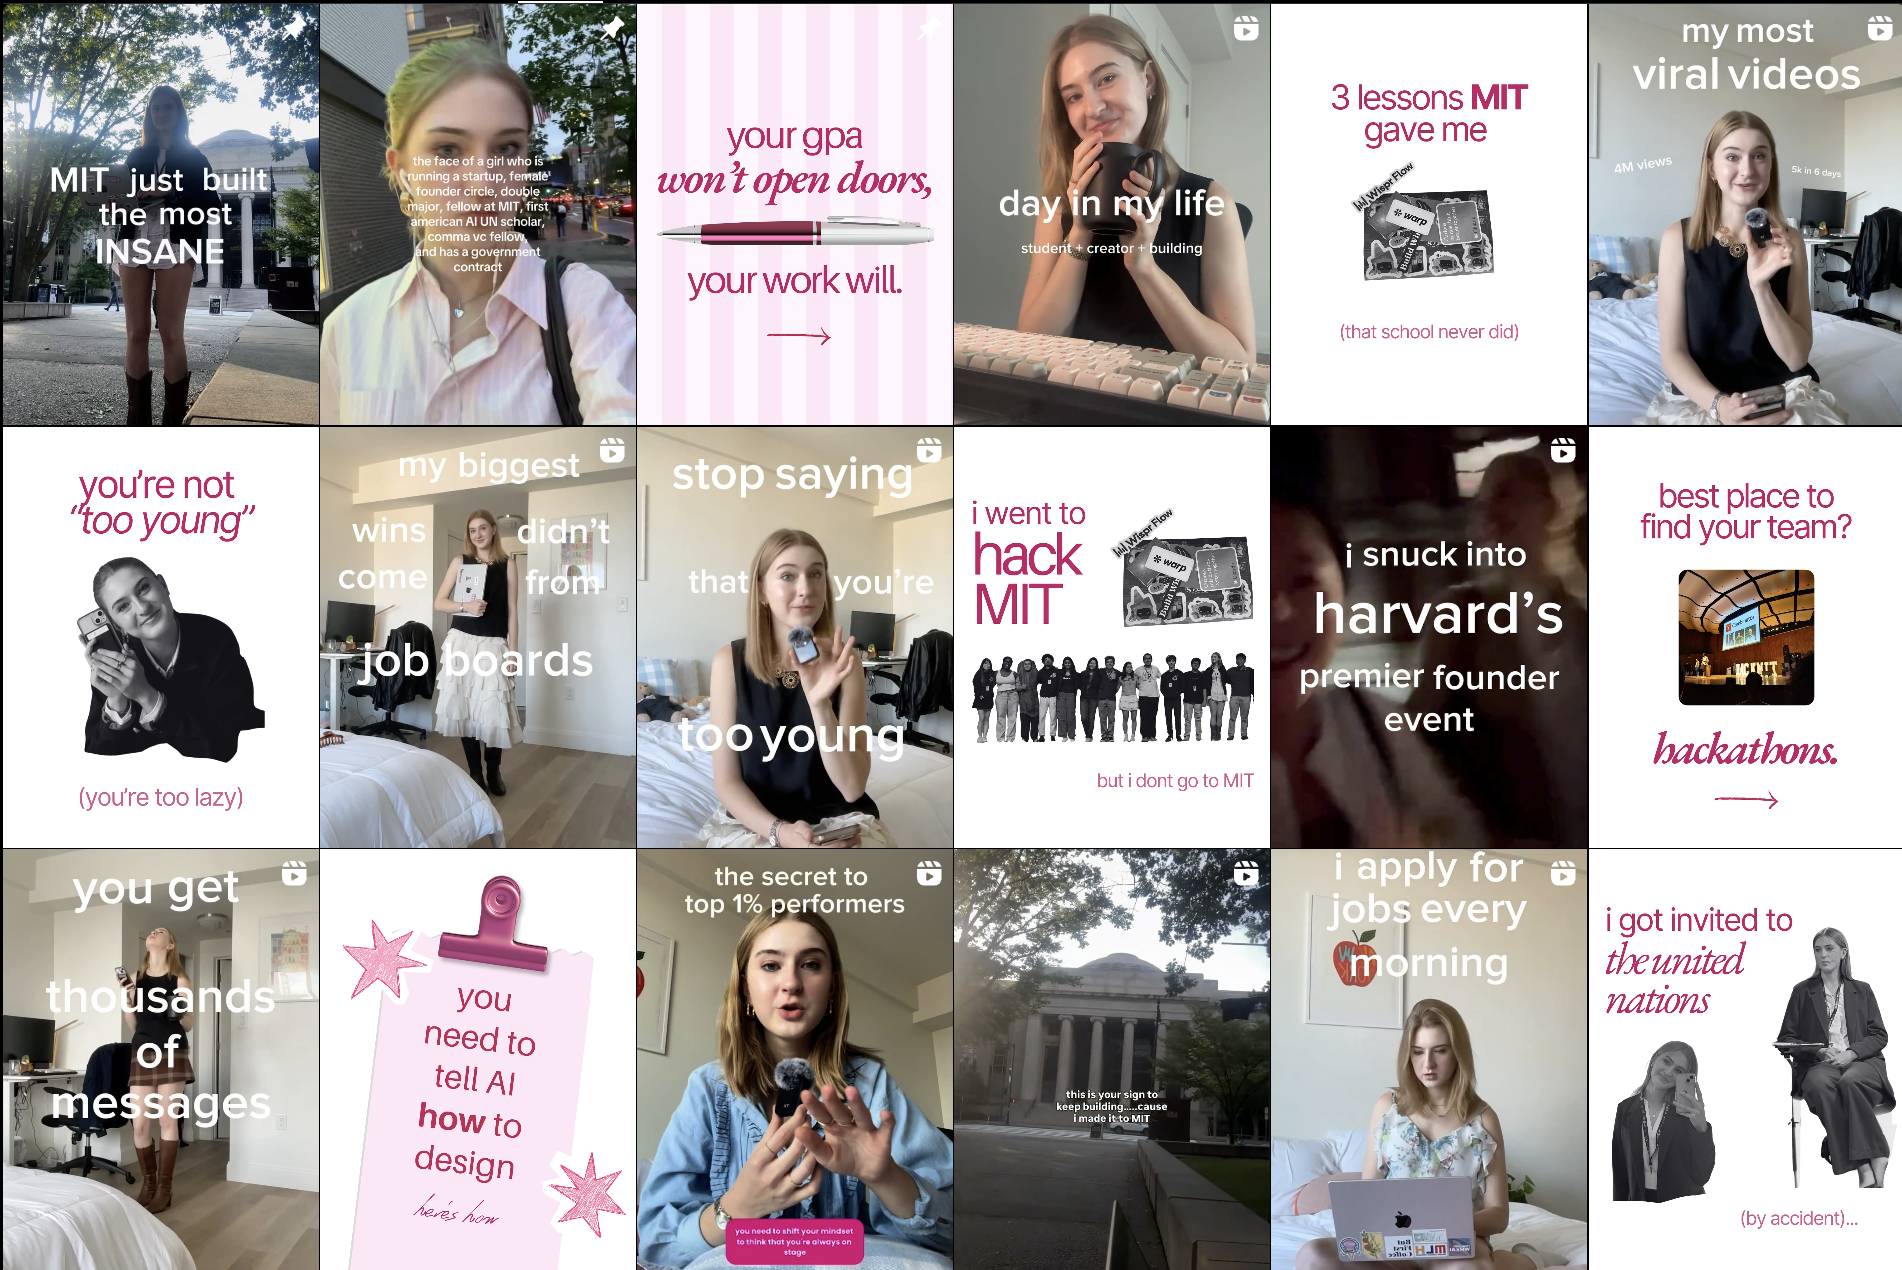 MIT just built
the most
INSANE
the face of a girl who is
running a startup, female
founder circle, double
major, fellow at MIT, first
american AI UN scholar,
comma vc fellow,
and has a government
contract
your gpa
won't open doors,
your work will.
day in my life
student + creator + building
3 lessons MIT
gave me
Wispr Flow
warp
(that school never did)
my most
viral videos
4M views
5k in 6 days
you're not
"too young"
(you're too lazy)
my biggest
wins didn't
come from
job boards
stop saying
that you're
too young
i went to
hack
MIT
Wispr Flow
warp
but i dont go to MIT
i snuck into
harvard's
premier founder
event
best place to
find your team?
hackathons.
you get
thousands
of
messages
you
need to
tell AI
how to
design
here's how
the secret to
top 1% performers
you need to shift your mindset
to think that you're always on
stage
this is your sign to
keep building.....cause
i made it to MIT
i apply for
jobs every
morning
i got invited to
the united
nations
(by accident)...